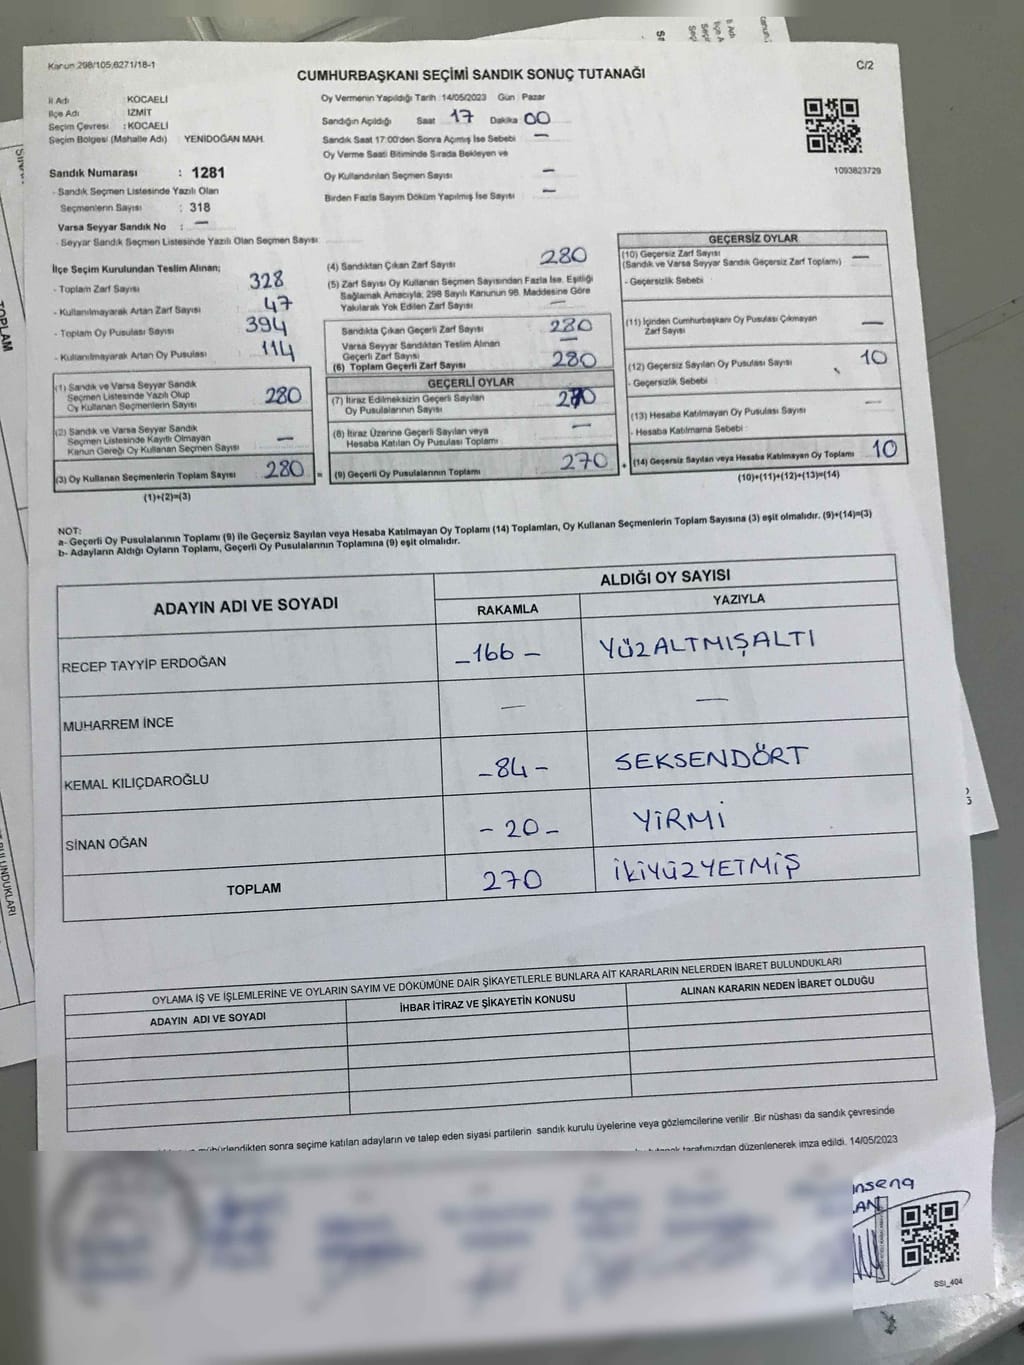 Kanun:298/105,6271/18-1
C/2
CUMHURBAŞKANI SEÇİMİ SANDIK SONUÇ TUTANAĞI
İl Adı : KOCAELİ
İlçe Adı : İZMİT
Seçim Çevresi : KOCAELİ
Seçim Bölgesi (Mahalle Adı) YENİDOĞAN MAH.
Oy Vermenin Yapıldığı Tarih :14/05/2023 Gün : Pazar
Sandığın Açıldığı Saat 17 Dakika 00
Sandık Saat 17:00'den Sonra Açımış İse Sebebi —
Oy Verme Saati Bitiminde Sırada Bekleyen ve
Oy Kullandırılan Seçmen Sayısı —
Birden Fazla Sayım Döküm Yapılmış İse Sayısı —
1093823729
Sandık Numarası : 1281
- Sandık Seçmen Listesinde Yazılı Olan
Seçmenlerin Sayısı : 318
Varsa Seyyar Sandık No : —
- Seyyar Sandık Seçmen Listesinde Yazılı Olan Seçmen Sayısı:
İlçe Seçim Kurulundan Teslim Alınan;
- Toplam Zarf Sayısı 328
- Kullanılmayarak Artan Zarf Sayısı 47
- Toplam Oy Pusulası Sayısı 394
- Kullanılmayarak Artan Oy Pusulası 114
(1) Sandık ve Varsa Seyyar Sandık
Seçmen Listesinde Yazılı Olup
Oy Kullanan Seçmenlerin Sayısı 280
(2) Sandık ve Varsa Seyyar Sandık
Seçmen Listesinde Kayıtlı Olmayan
Kanun Gereği Oy Kullanan Seçmen Sayısı —
(3) Oy Kullanan Seçmenlerin Toplam Sayısı 280 =
(1)+(2)=(3)
(4) Sandıktan Çıkan Zarf Sayısı 280
(5) Zarf Sayısı Oy Kullanan Seçmen Sayısından Fazla İse, Eşitliği
Sağlamak Amacıyla; 298 Sayılı Kanunun 98. Maddesine Göre
Yakılarak Yok Edilen Zarf Sayısı —
Sandıkta Çıkan Geçerli Zarf Sayısı 280
Varsa Seyyar Sandıktan Teslim Alınan
Geçerli Zarf Sayısı —
(6) Toplam Geçerli Zarf Sayısı 280
GEÇERLİ OYLAR
(7) İtiraz Edilmeksizin Geçerli Sayılan
Oy Pusulalarının Sayısı 270
(8) İtiraz Üzerine Geçerli Sayılan veya
Hesaba Katılan Oy Pusulası Toplamı —
(9) Geçerli Oy Pusulalarının Toplamı 270 +
GEÇERSİZ OYLAR
(10) Geçersiz Zarf Sayısı —
(Sandık ve Varsa Seyyar Sandık Geçersiz Zarf Toplamı)
- Geçersizlik Sebebi :
(11) İçinden Cumhurbaşkanı Oy Pusulası Çıkmayan
Zarf Sayısı —
(12) Geçersiz Sayılan Oy Pusulası Sayısı 10
- Geçersizlik Sebebi :
(13) Hesaba Katılmayan Oy Pusulası Sayısı —
- Hesaba Katılmama Sebebi :
(14) Geçersiz Sayılan veya Hesaba Katılmayan Oy Toplamı 10
(10)+(11)+(12)+(13)=(14)
NOT:
a- Geçerli Oy Pusulalarının Toplamı (9) ile Geçersiz Sayılan veya Hesaba Katılmayan Oy Toplamı (14) Toplamları, Oy Kullanan Seçmenlerin Toplam Sayısına (3) eşit olmalıdır. (9)+(14)=(3)
b- Adayların Aldığı Oyların Toplamı, Geçerli Oy Pusulalarının Toplamına (9) eşit olmalıdır.
ADAYIN ADI VE SOYADI
ALDIĞI OY SAYISI
RAKAMLA YAZIYLA
RECEP TAYYİP ERDOĞAN – 166 – YÜZALTMIŞALTI
MUHARREM İNCE — —
KEMAL KILIÇDAROĞLU – 84 – SEKSENDÖRT
SİNAN OĞAN – 20 – YİRMİ
TOPLAM 270 İKİYÜZYETMİŞ
OYLAMA İŞ VE İŞLEMLERİNE VE OYLARIN SAYIM VE DÖKÜMÜNE DAİR ŞİKAYETLERLE BUNLARA AİT KARARLARIN NELERDEN İBARET BULUNDUKLARI
ADAYIN ADI VE SOYADI İHBAR İTİRAZ VE ŞİKAYETİN KONUSU ALINAN KARARIN NEDEN İBARET OLDUĞU
mühürlendikten sonra seçime katılan adayların ve talep eden siyasi partilerin sandık kurulu üyelerine veya gözlemcilerine verilir .Bir nüshası da sandık çevresinde
tarafımızdan düzenlenerek imza edildi. 14/05/2023
SSI_404
TOPLAM
BULUNDUKLARI